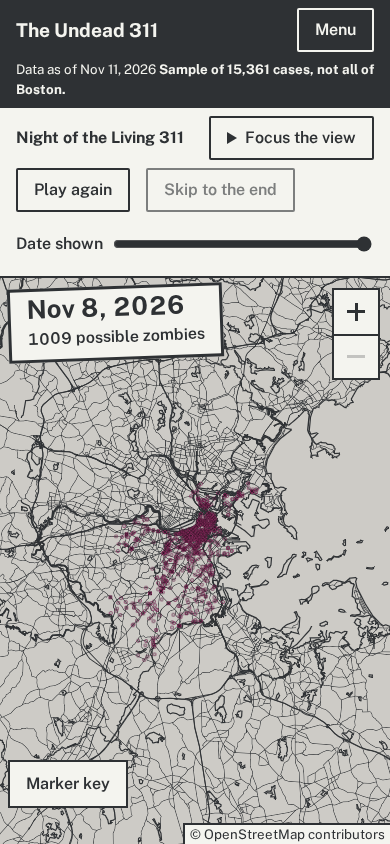 The Undead 311
Menu
Data as of Nov 11, 2026 Sample of 15,361 cases, not all of
Boston.
Night of the Living 311
▶ Focus the view
Play again
Skip to the end
Date shown
Nov 8, 2026
1009 possible zombies
+
−
Marker key
© OpenStreetMap contributors